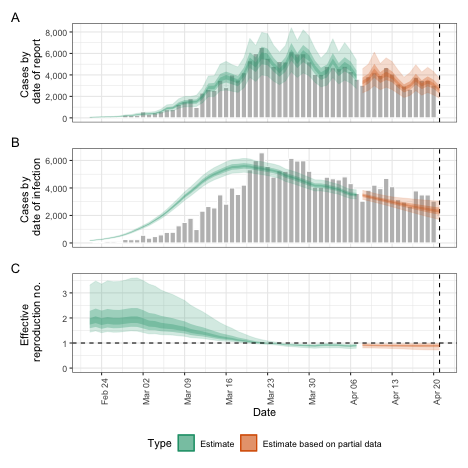 A
Cases by
date of report
8,000
6,000
4,000
2,000
0
B
Cases by
date of infection
6,000
4,000
2,000
0
C
Effective
reproduction no.
3
2
1
0
Feb 24
Mar 02
Mar 09
Mar 16
Mar 23
Mar 30
Apr 06
Apr 13
Apr 20
Date
Type Estimate Estimate based on partial data